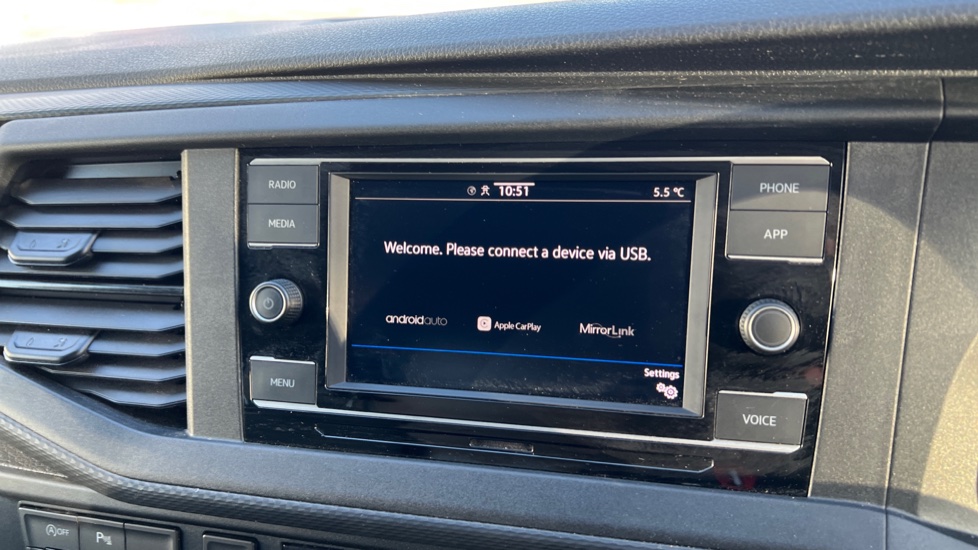 RADIO
MEDIA
MENU
10:51
5.5 °C
Welcome. Please connect a device via USB.
androidauto
Apple CarPlay
MirrorLink
Settings
PHONE
APP
VOICE
OFF
P